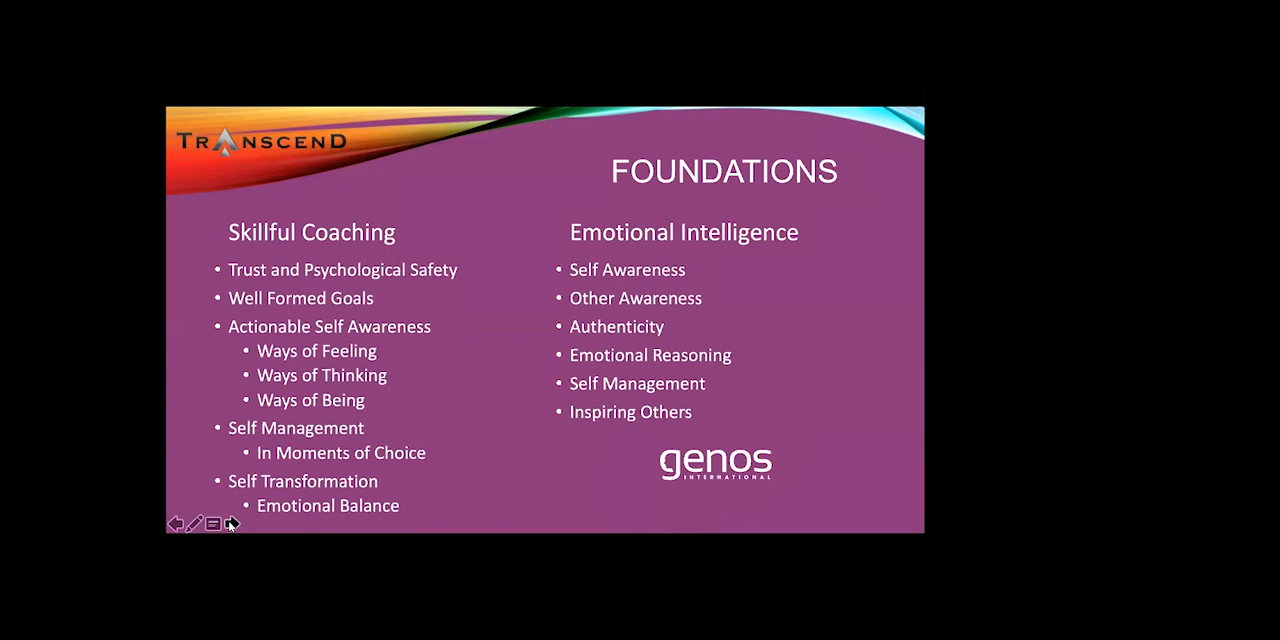 TRANSCEND
FOUNDATIONS
Skillful Coaching
• Trust and Psychological Safety
• Well Formed Goals
• Actionable Self Awareness
• Ways of Feeling
• Ways of Thinking
• Ways of Being
• Self Management
• In Moments of Choice
• Self Transformation
• Emotional Balance
Emotional Intelligence
• Self Awareness
• Other Awareness
• Authenticity
• Emotional Reasoning
• Self Management
• Inspiring Others
genos
INTERNATIONAL